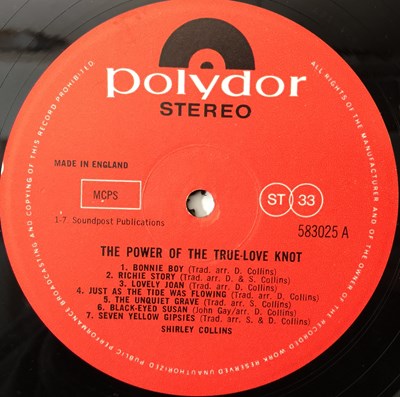 polydor
STEREO
MADE IN ENGLAND
MCPS
ST 33
1-7. Soundpost Publications
583025 A
THE POWER OF THE TRUE-LOVE KNOT
1. BONNIE BOY (Trad. arr. D. Collins)
2. RICHIE STORY (Trad. arr. D. & S. Collins)
3. LOVELY JOAN (Trad. arr. D. Collins)
4. JUST AS THE TIDE WAS FLOWING (Trad. arr. D. Collins)
5. THE UNQUIET GRAVE (Trad. arr. D. Collins)
6. BLACK-EYED SUSAN (John Gay/arr. D. Collins)
7. SEVEN YELLOW GIPSIES (Trad. arr. S. & D. Collins)
SHIRLEY COLLINS
ALL RIGHTS OF THE MANUFACTURER AND OF THE OWNER OF THE RECORDED WORK RESERVED. UNAUTHORISED PUBLIC PERFORMANCE BROADCASTING AND COPYING OF THIS RECORD PROHIBITED.